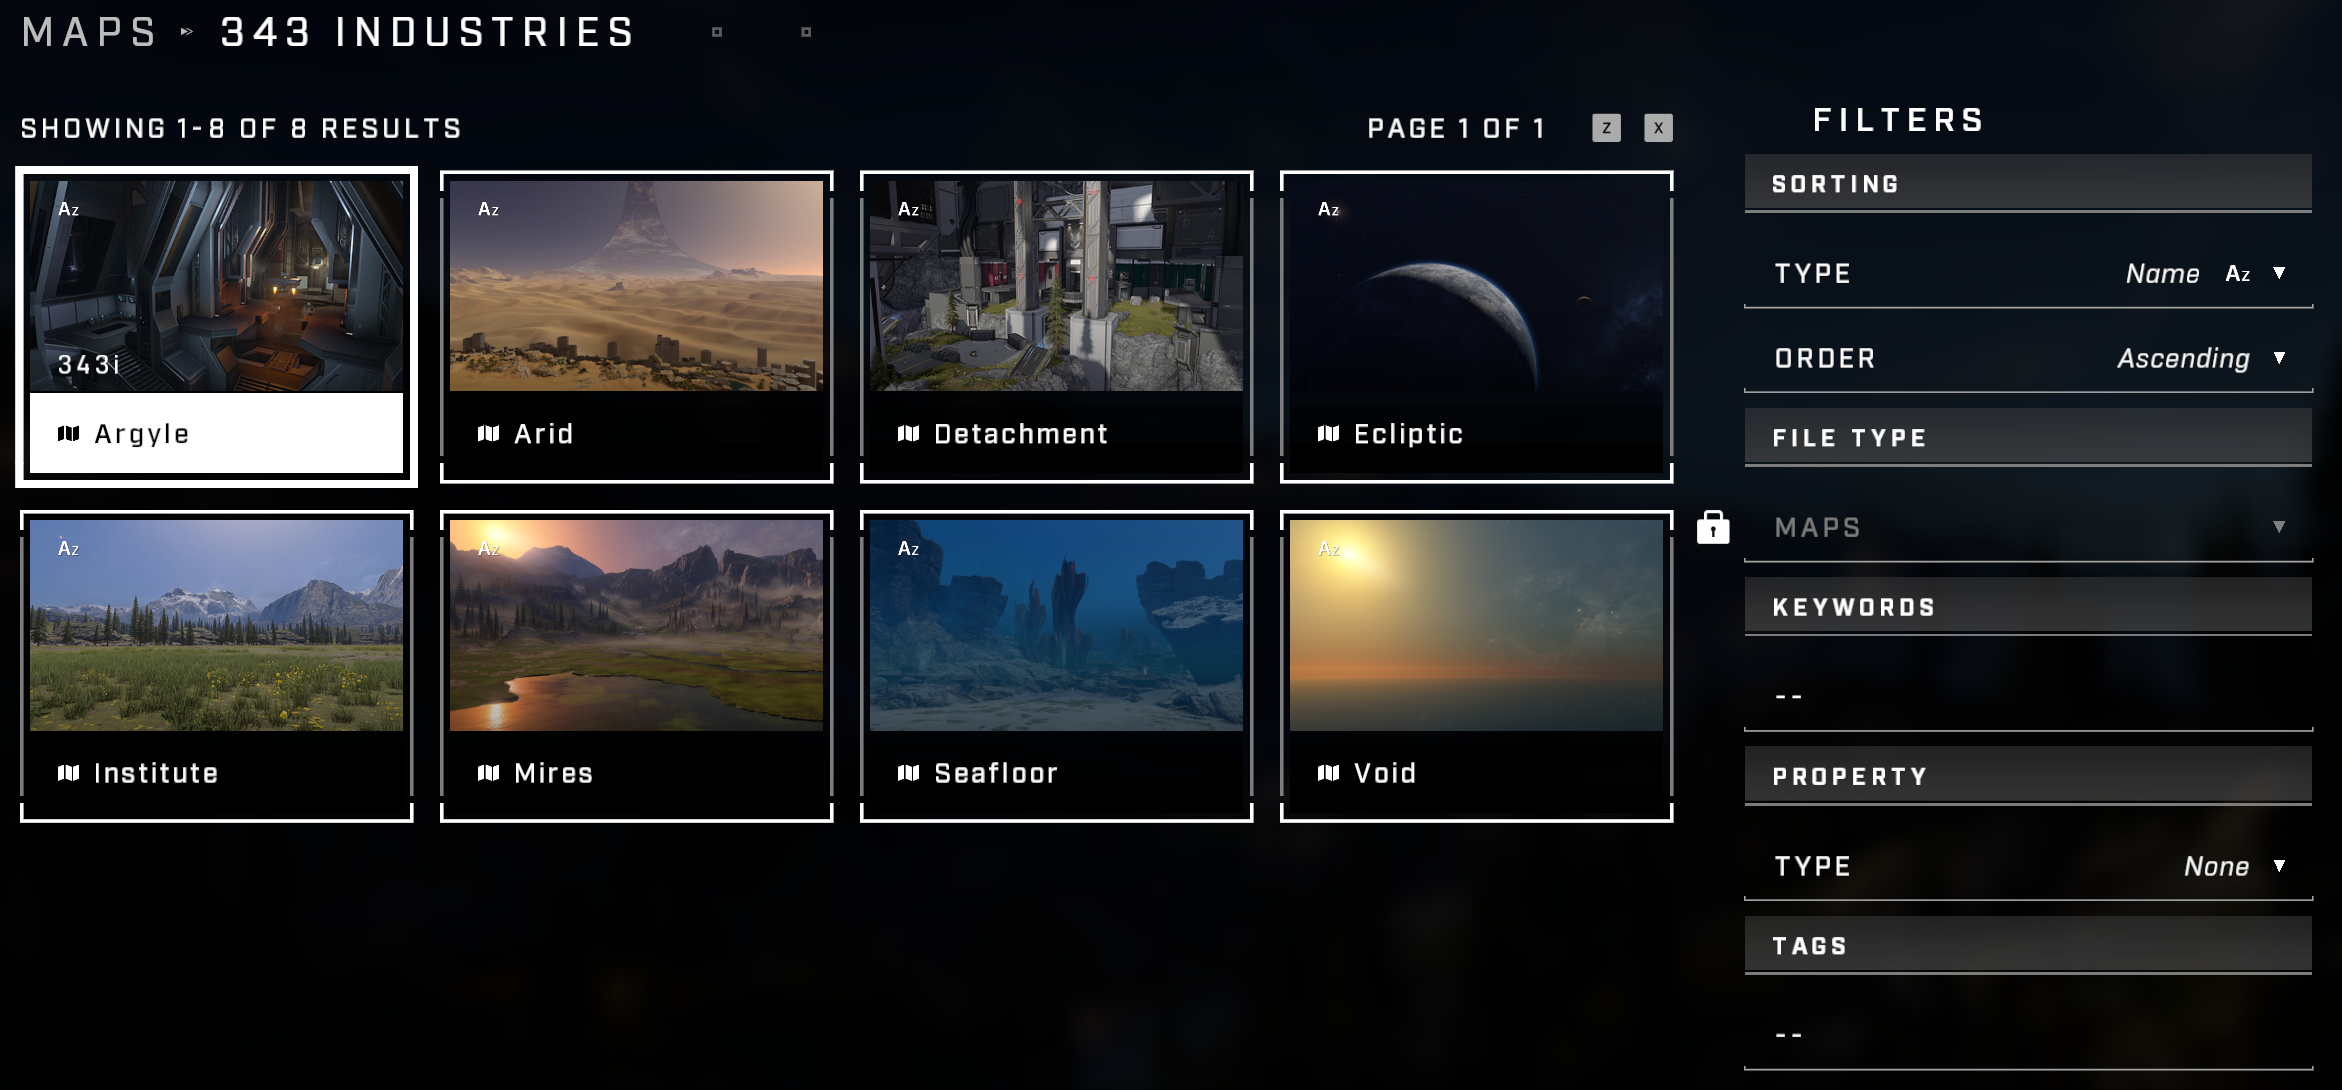 MAPS 343 INDUSTRIES
SHOWING 1-8 OF 8 RESULTS
PAGE 1 OF 1 Z X
Az
343i
Argyle
Az
Arid
Az
Detachment
Az
Ecliptic
Az
Institute
Az
Mires
Az
Seafloor
Az
Void
FILTERS
SORTING
TYPE Name Az
ORDER Ascending
FILE TYPE
MAPS
KEYWORDS
--
PROPERTY
TYPE None
TAGS
--